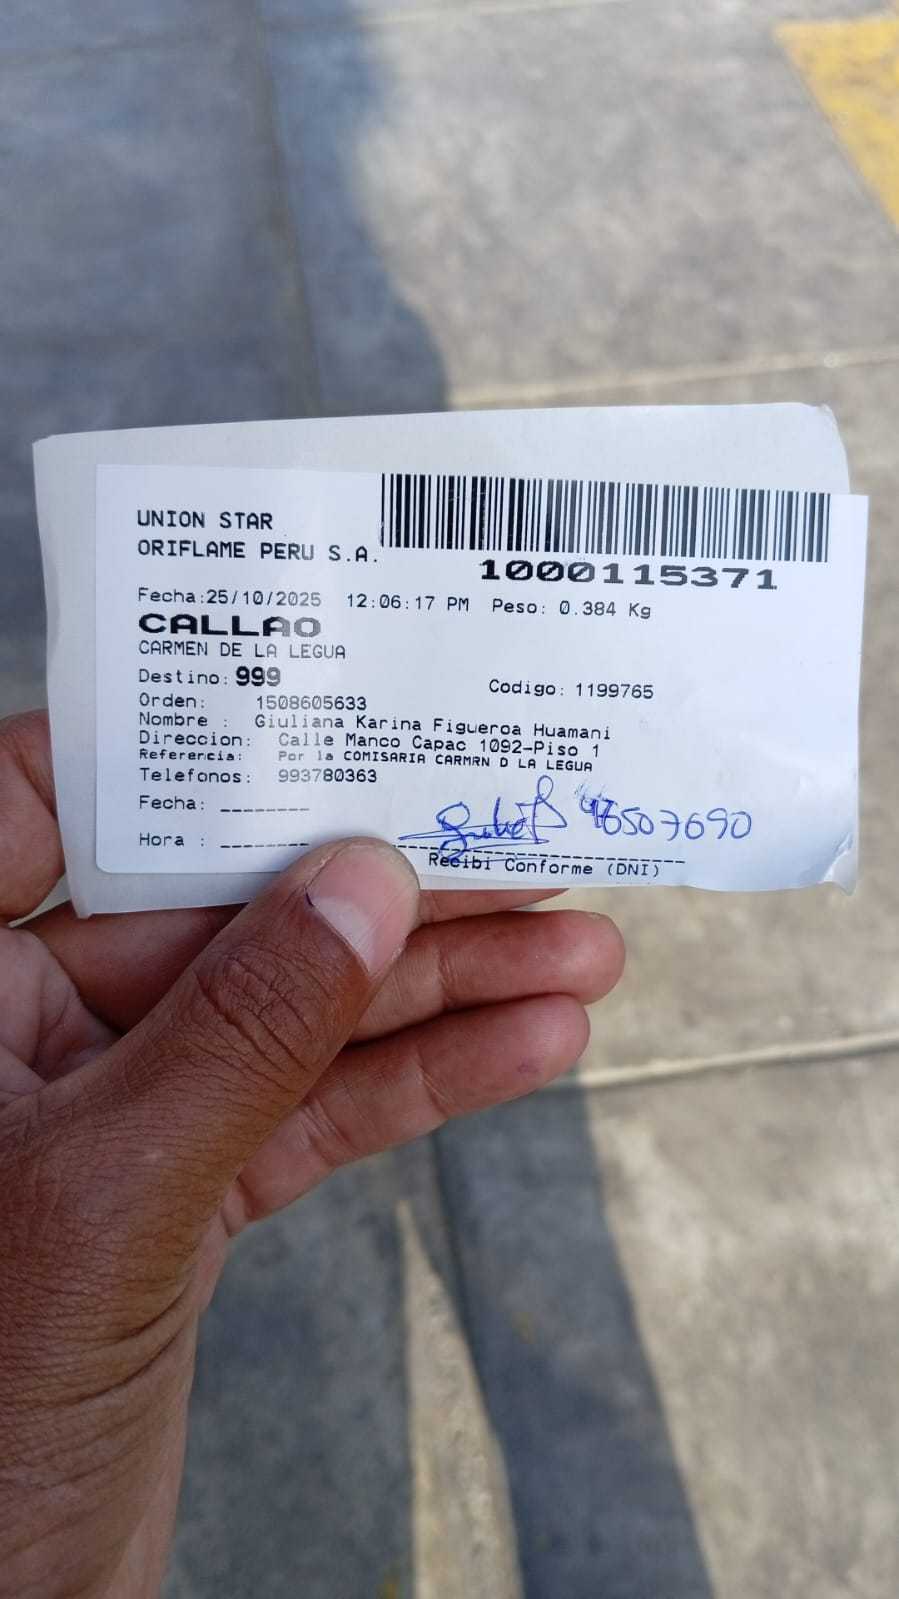 UNION STAR
ORIFLAME PERU S.A.
1000115371
Fecha:25/10/2025 12:06:17 PM Peso: 0.384 Kg
CALLAO
CARMEN DE LA LEGUA
Destino: 999 Codigo: 1199765
Orden: 1508605633
Nombre : Giuliana Karina Figueroa Huamani
Direccion: Calle Manco Capac 1092-Piso 1
Referencia: Por la COMISARIA CARMRN D LA LEGUA
Telefonos: 993780363
Fecha: ________
Hora : ________
Recibi Conforme (DNI)